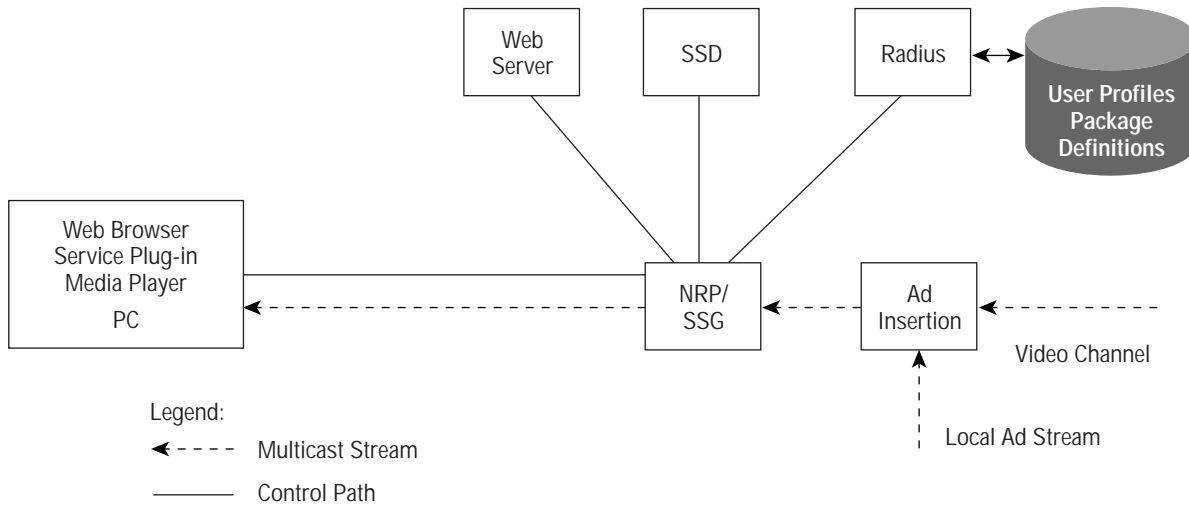 Web
Server
SSD
Radius
User Profiles
Package
Definitions
Web Browser
Service Plug-in
Media Player
PC
NRP/
SSG
Ad
Insertion
Video Channel
Local Ad Stream
Legend:
Multicast Stream
Control Path